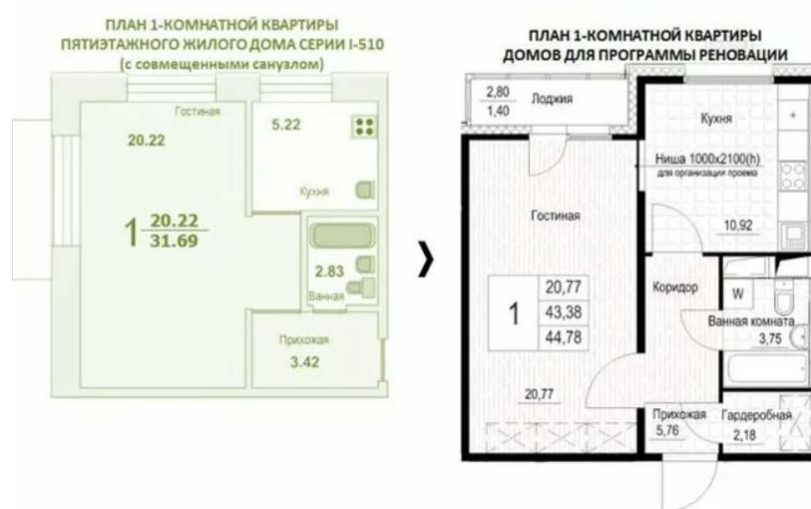 ПЛАН 1-КОМНАТНОЙ КВАРТИРЫ
ПЯТИЭТАЖНОГО ЖИЛОГО ДОМА СЕРИИ I-510
(с совмещенными санузлом)
Гостиная
20.22
5.22
Кухня
1 20.22
31.69
2.83
Ванная
Прихожая
3.42
ПЛАН 1-КОМНАТНОЙ КВАРТИРЫ
ДОМОВ ДЛЯ ПРОГРАММЫ РЕНОВАЦИИ
2,80
1,40
Лоджия
Кухня
Ниша 1000х2100(h)
для организации проема
10,92
Гостиная
1
20,77
43,38
44,78
Коридор
W
Ванная комната
3,75
20,77
Прихожая
5,76
Гардеробная
2,18